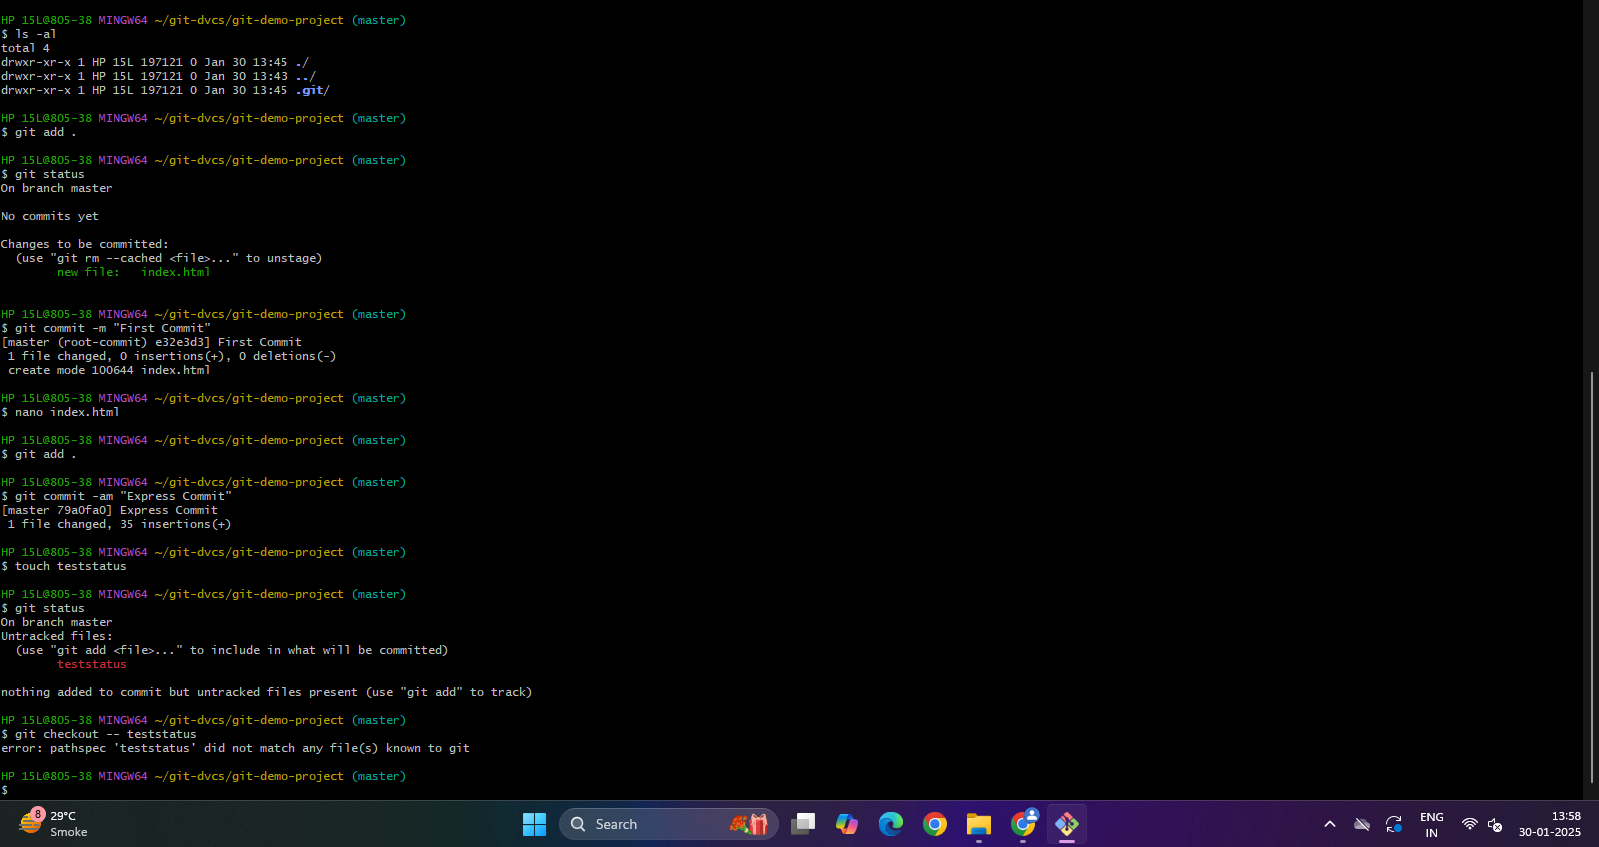 HP 15L@805-38 MINGW64 ~/git-dvcs/git-demo-project (master)
$ ls -al
total 4
drwxr-xr-x 1 HP 15L 197121 0 Jan 30 13:45 ./
drwxr-xr-x 1 HP 15L 197121 0 Jan 30 13:43 ../
drwxr-xr-x 1 HP 15L 197121 0 Jan 30 13:45 .git/
HP 15L@805-38 MINGW64 ~/git-dvcs/git-demo-project (master)
$ git add .
HP 15L@805-38 MINGW64 ~/git-dvcs/git-demo-project (master)
$ git status
On branch master
No commits yet
Changes to be committed:
  (use "git rm --cached <file>..." to unstage)
        new file:   index.html
HP 15L@805-38 MINGW64 ~/git-dvcs/git-demo-project (master)
$ git commit -m "First Commit"
[master (root-commit) e32e3d3] First Commit
 1 file changed, 0 insertions(+), 0 deletions(-)
 create mode 100644 index.html
HP 15L@805-38 MINGW64 ~/git-dvcs/git-demo-project (master)
$ nano index.html
HP 15L@805-38 MINGW64 ~/git-dvcs/git-demo-project (master)
$ git add .
HP 15L@805-38 MINGW64 ~/git-dvcs/git-demo-project (master)
$ git commit -am "Express Commit"
[master 79a0fa0] Express Commit
 1 file changed, 35 insertions(+)
HP 15L@805-38 MINGW64 ~/git-dvcs/git-demo-project (master)
$ touch teststatus
HP 15L@805-38 MINGW64 ~/git-dvcs/git-demo-project (master)
$ git status
On branch master
Untracked files:
  (use "git add <file>..." to include in what will be committed)
        teststatus
nothing added to commit but untracked files present (use "git add" to track)
HP 15L@805-38 MINGW64 ~/git-dvcs/git-demo-project (master)
$ git checkout -- teststatus
error: pathspec 'teststatus' did not match any file(s) known to git
HP 15L@805-38 MINGW64 ~/git-dvcs/git-demo-project (master)
$
8
29°C
Smoke
Search
ENG
IN
13:58
30-01-2025